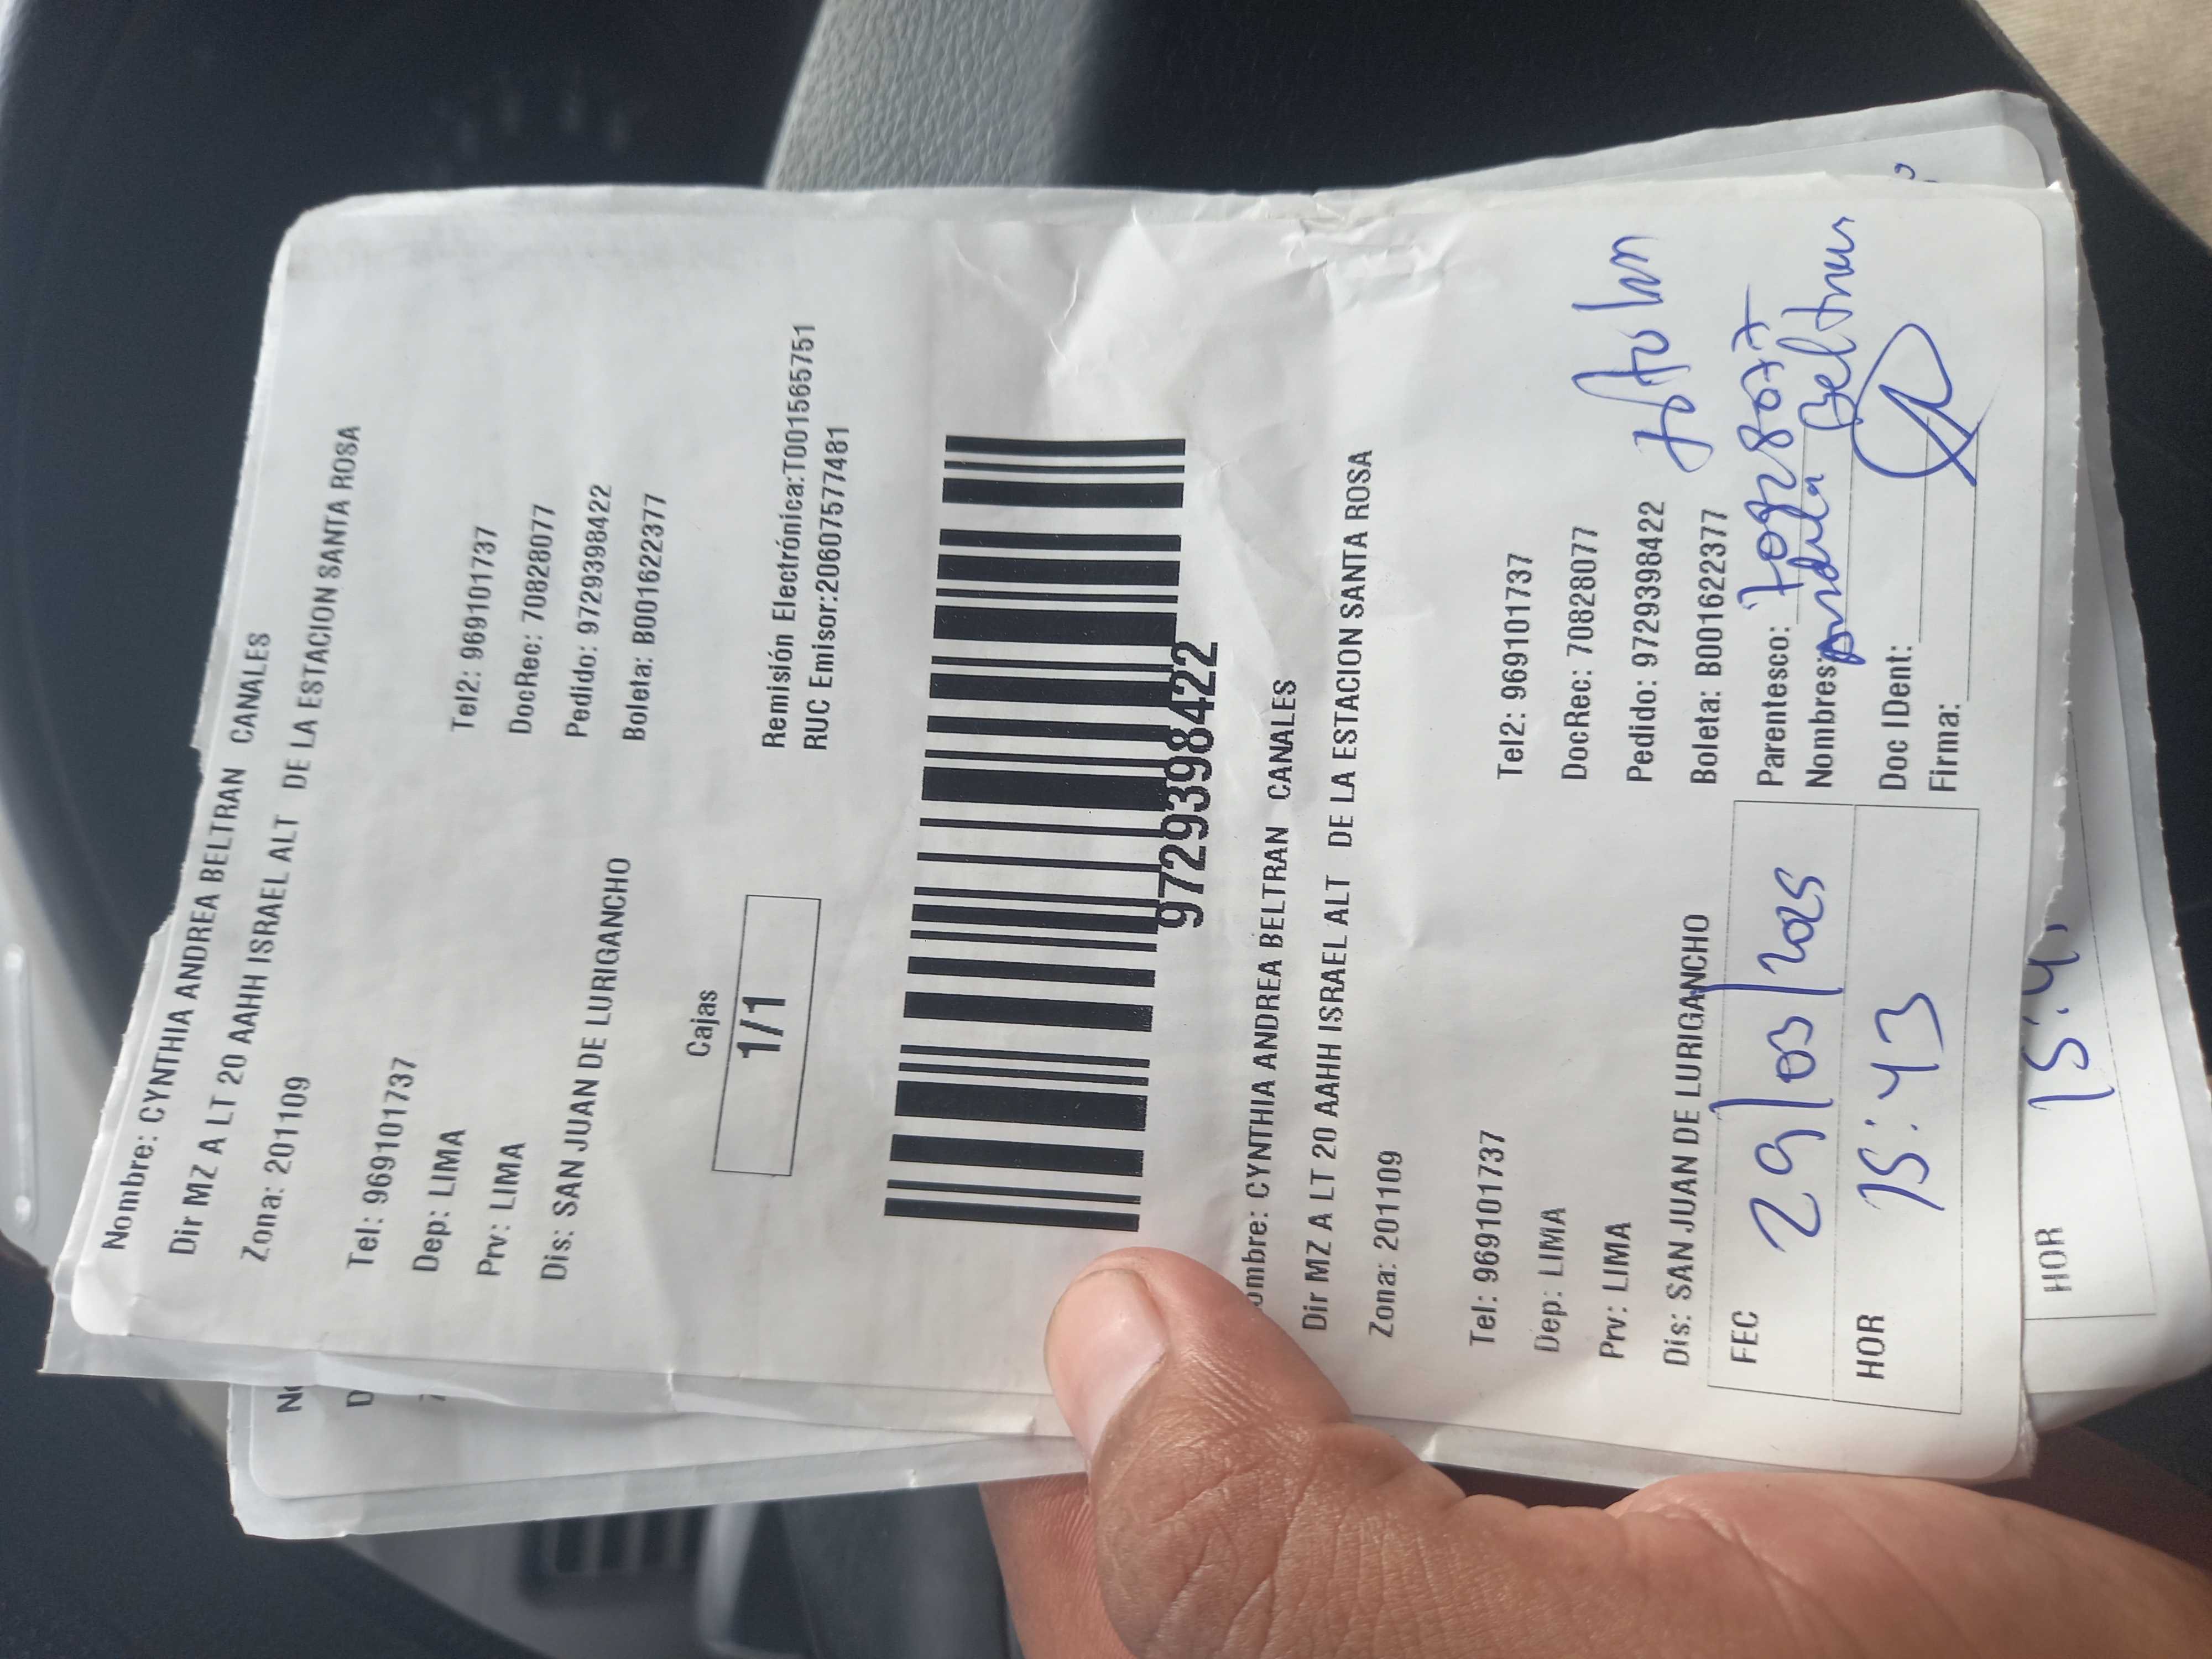 Nombre: CYNTHIA ANDREA BELTRAN CANALES
Dir MZ A LT 20 AAHH ISRAEL ALT DE LA ESTACION SANTA ROSA
Zona: 201109
Tel: 969101737 Tel2: 969101737
Dep: LIMA DocRec: 70828077
Prv: LIMA Pedido: 9729398422
Dis: SAN JUAN DE LURIGANCHO Boleta: B001622377
Cajas
1/1
Remisión Electrónica:T001565751
RUC Emisor:20607577481
9729398422
ombre: CYNTHIA ANDREA BELTRAN CANALES
Dir MZ A LT 20 AAHH ISRAEL ALT DE LA ESTACION SANTA ROSA
Zona: 201109
Tel: 969101737 Tel2: 969101737
Dep: LIMA DocRec: 70828077
Prv: LIMA Pedido: 9729398422
Dis: SAN JUAN DE LURIGANCHO Boleta: B001622377
FEC 29/03/2025
HOR 15:43
Parentesco: 70828077
Nombres: Andrea Beltran
Doc IDent:
Firma:
HOR 15:4